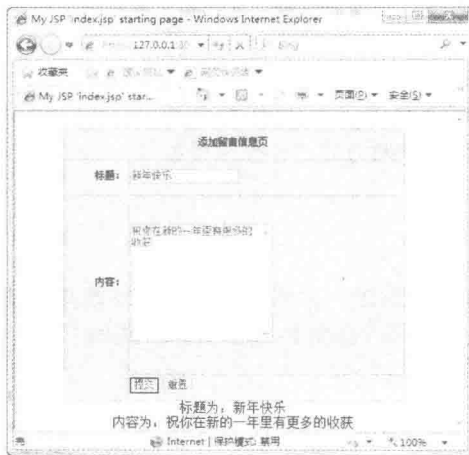 My JSP 'index.jsp' starting page - Windows Internet Explorer
127.0.0.1
Bing
收藏夹
My JSP 'index.jsp' star...
页面(P) 安全(S)
添加留言信息页
标题： 新年快乐
祝你在新的一年里有更多的
收获
内容：
提交 重置
标题为：新年快乐
内容为：祝你在新的一年里有更多的收获
Internet | 保护模式: 禁用
100%